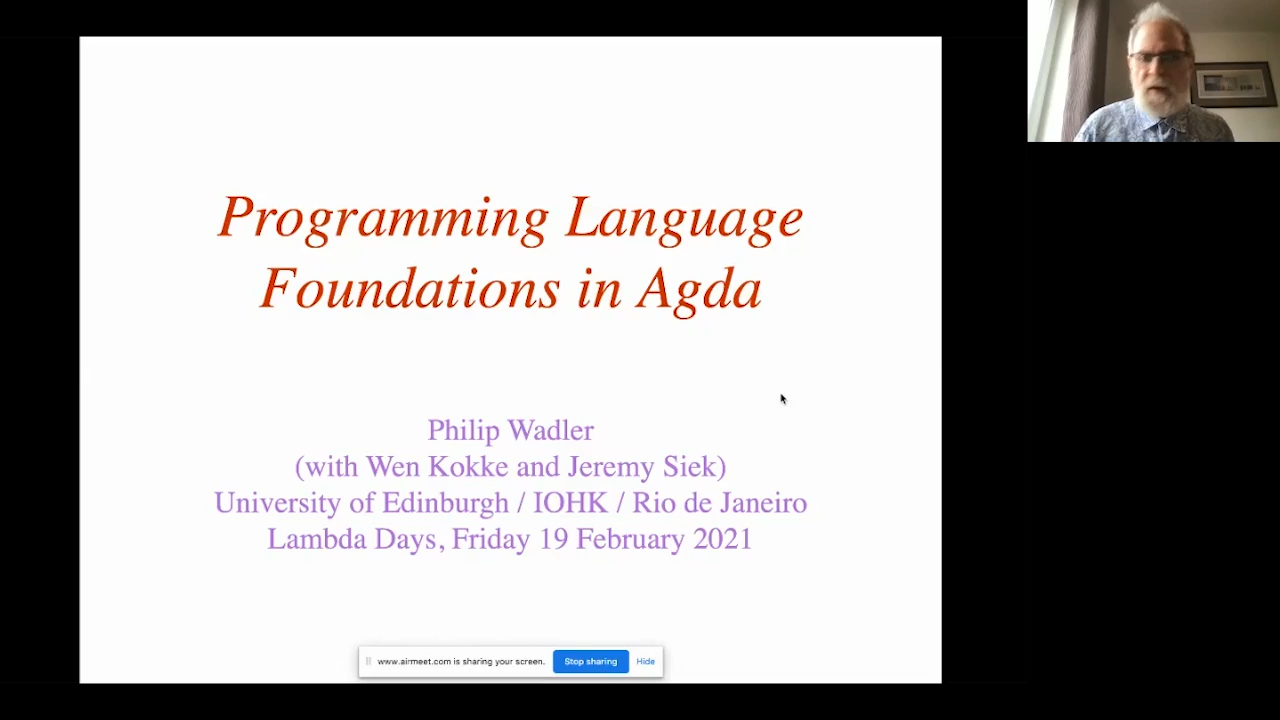 Programming Language
Foundations in Agda
Philip Wadler
(with Wen Kokke and Jeremy Siek)
University of Edinburgh / IOHK / Rio de Janeiro
Lambda Days, Friday 19 February 2021
www.airmeet.com is sharing your screen. Stop sharing Hide